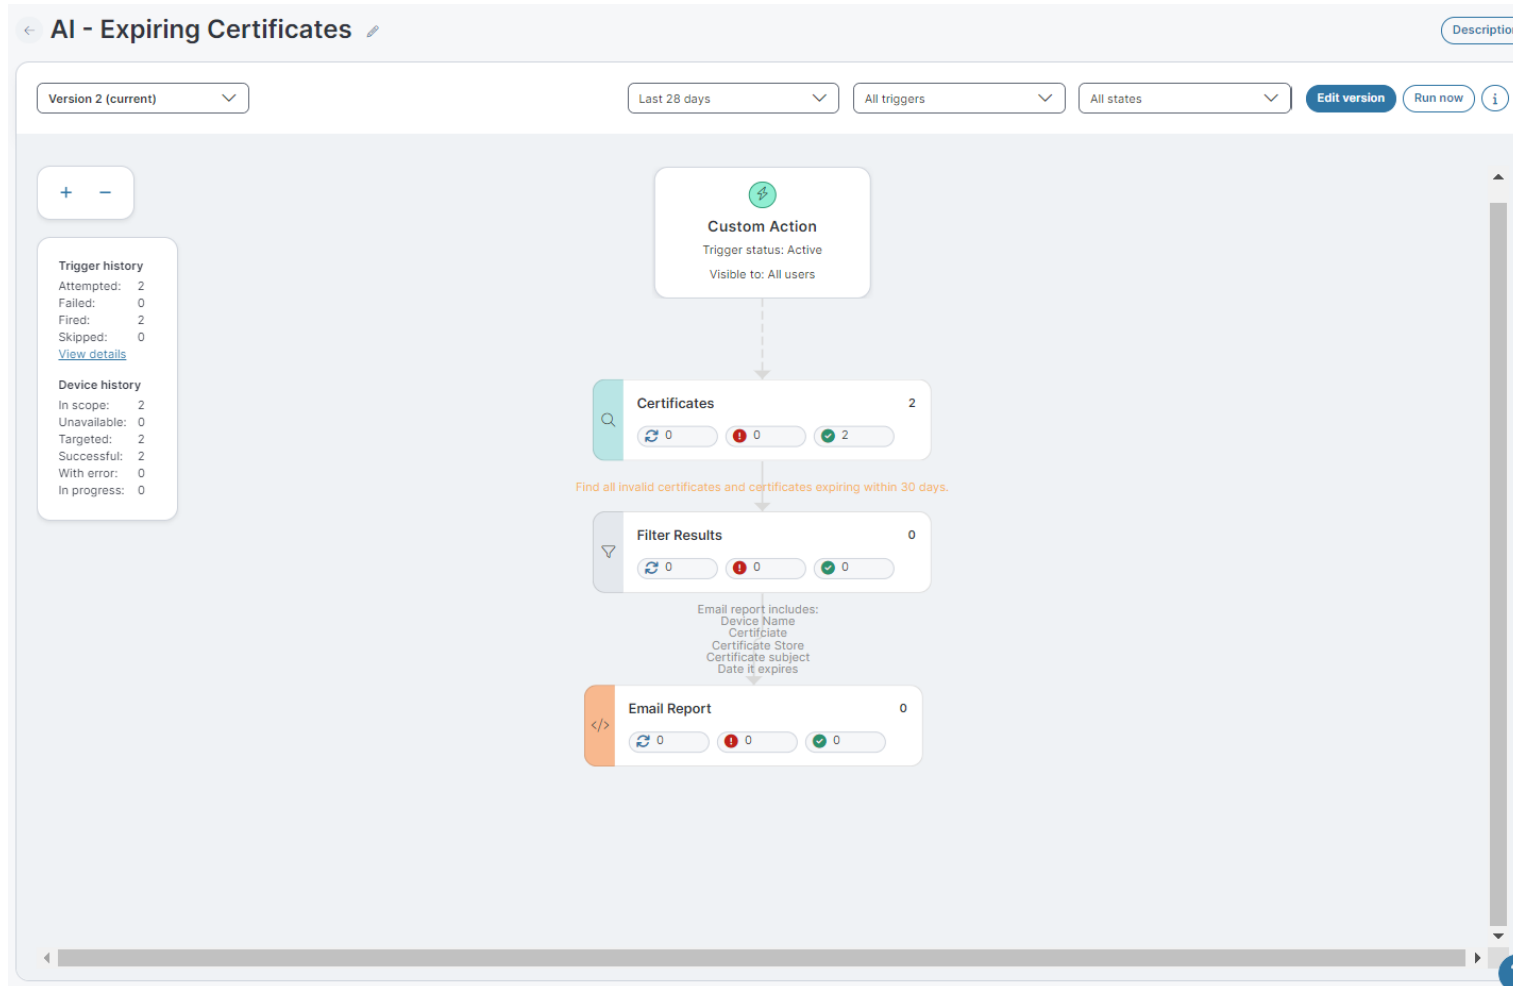 AI - Expiring Certificates
Version 2 (current)
Last 28 days
All triggers
All states
Edit version
Run now
i
+ −
Trigger history
Attempted: 2
Failed: 0
Fired: 2
Skipped: 0
View details
Device history
In scope: 2
Unavailable: 0
Targeted: 2
Successful: 2
With error: 0
In progress: 0
Custom Action
Trigger status: Active
Visible to: All users
Certificates 2
0 0 2
Find all invalid certificates and certificates expiring within 30 days.
Filter Results 0
0 0 0
Email report includes:
Device Name
Certifciate
Certificate Store
Certificate subject
Date it expires
</> Email Report 0
0 0 0